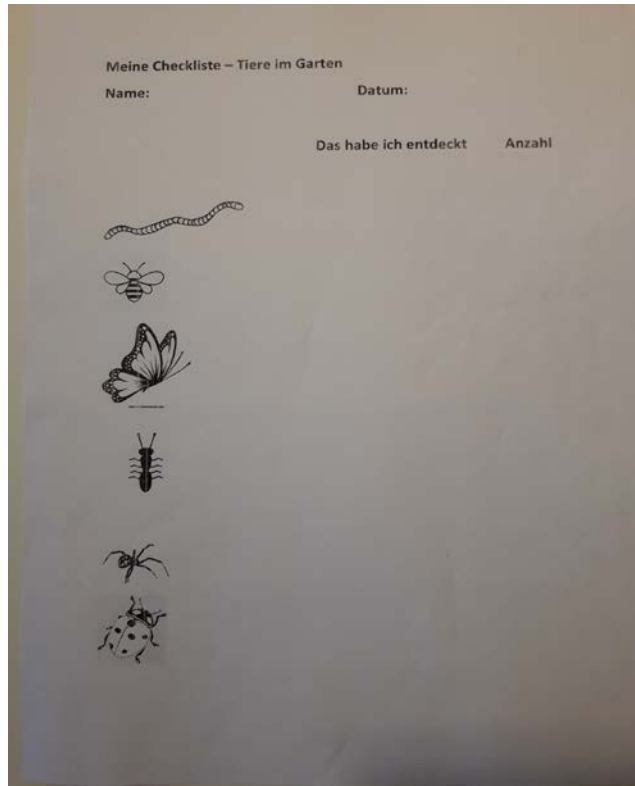 Meine Checkliste – Tiere im Garten
Name: Datum:
Das habe ich entdeckt Anzahl